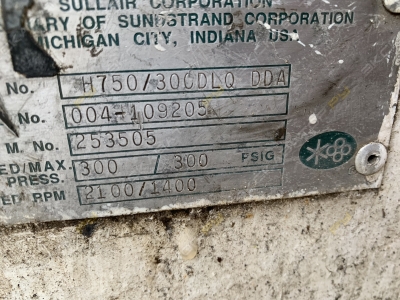 SULLAIR CORPORATION
ARY OF SUNDSTRAND CORPORATION
MICHIGAN CITY, INDIANA US
No. H750/300DLQ DDA
No. 004-109205
M. No. 253505
ED/MAX. PRESS. 300 / 300 PSIG
ED RPM 2100/1400